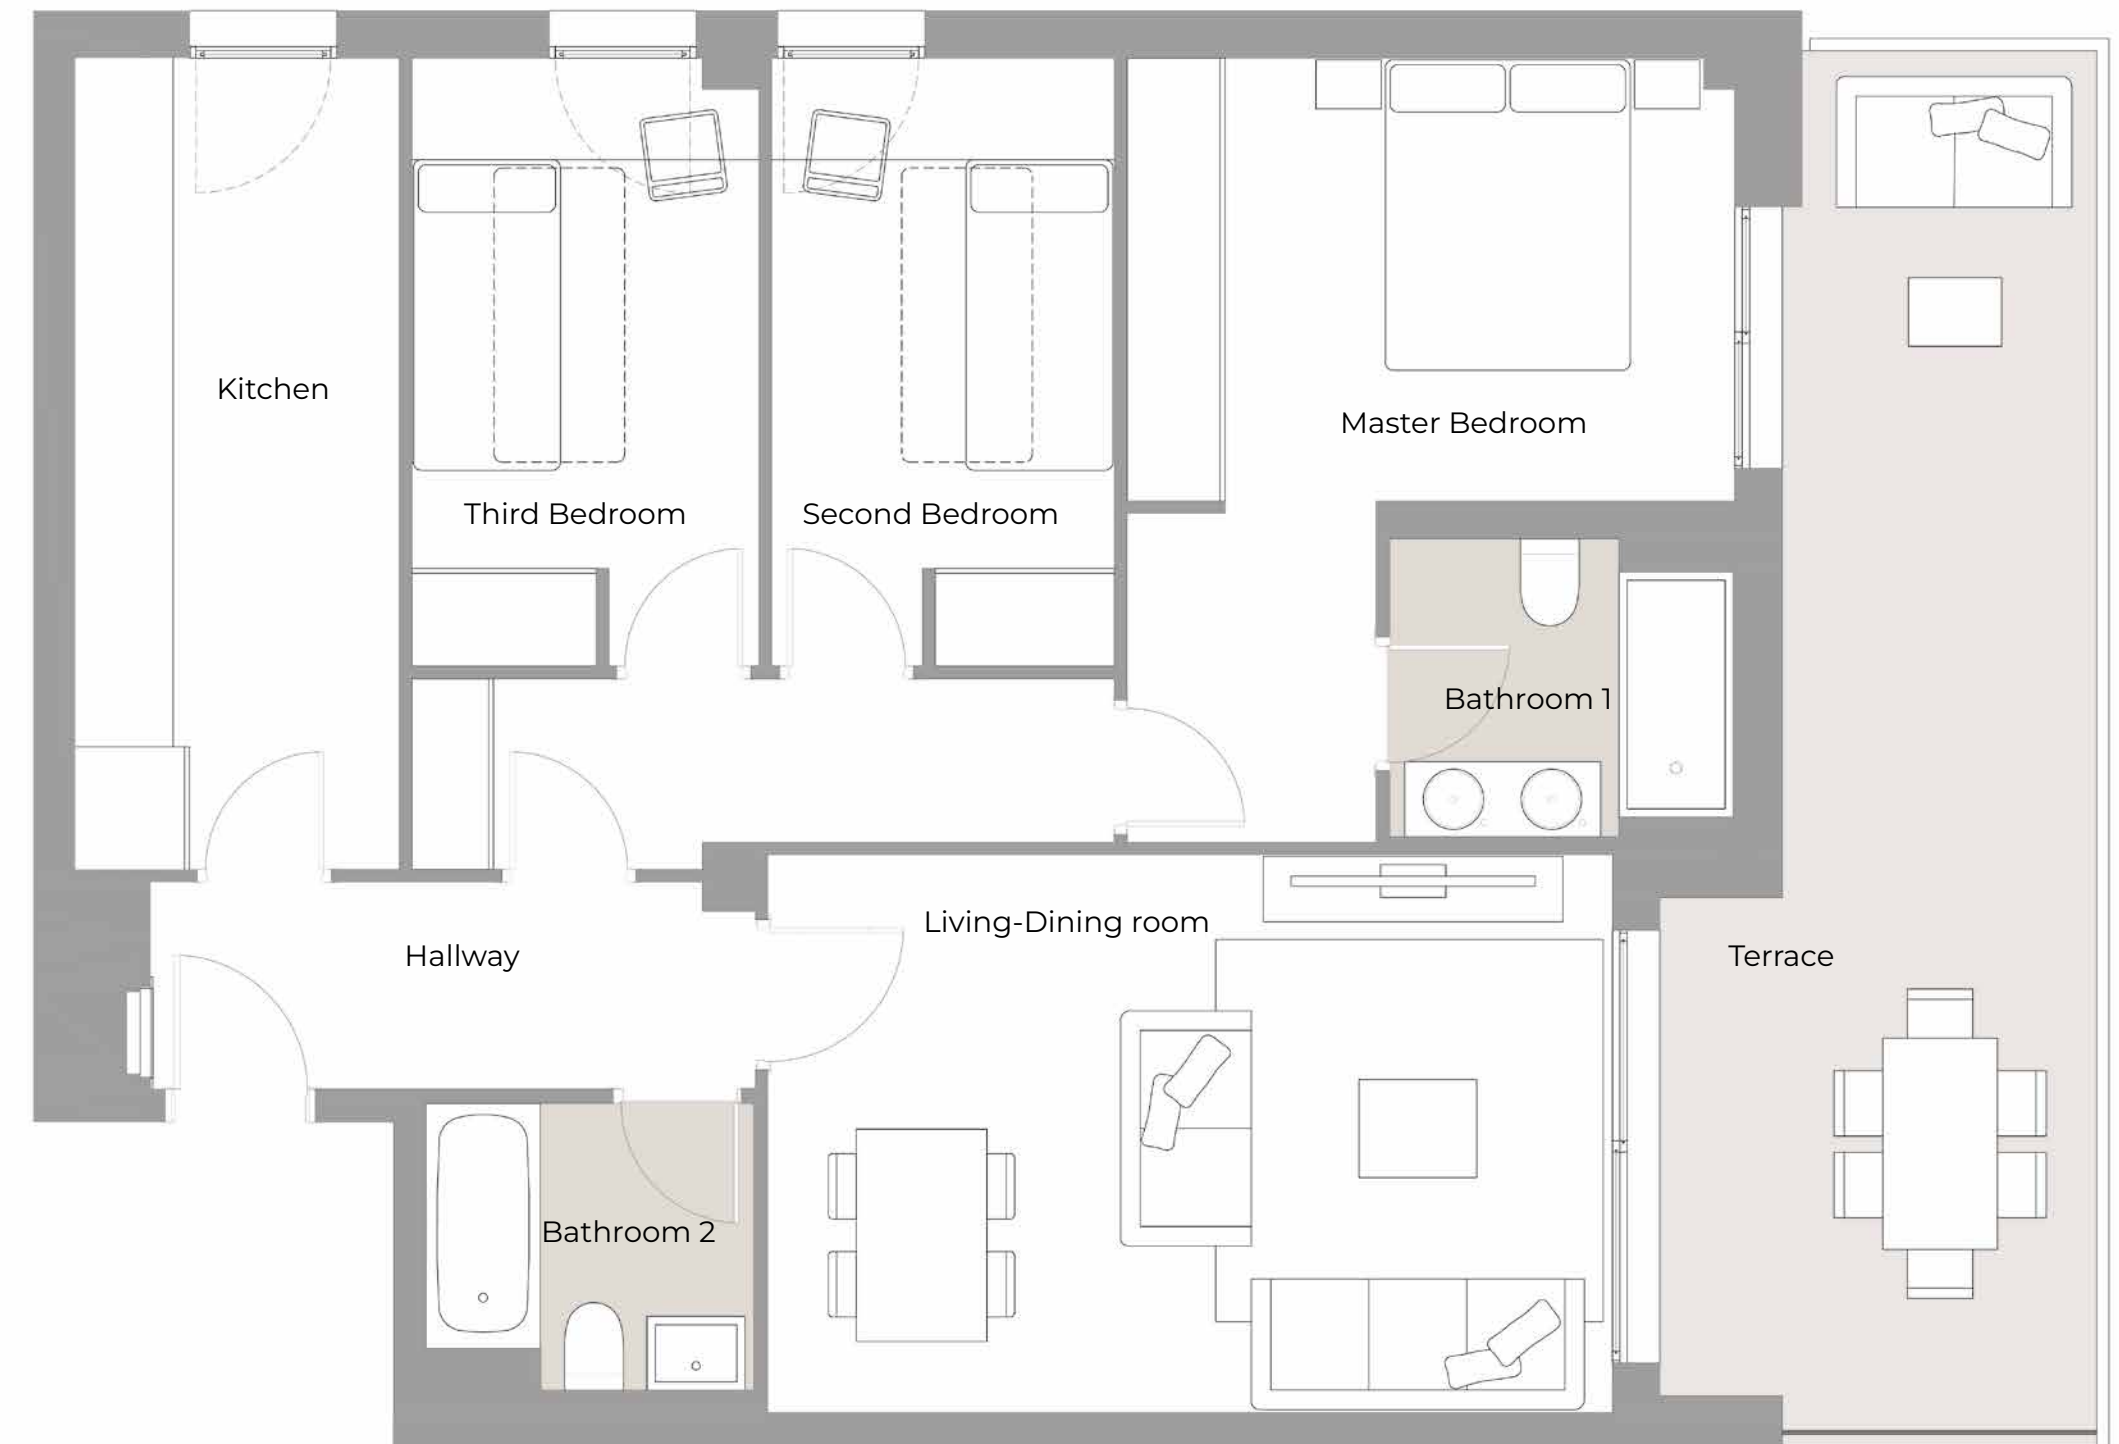 Kitchen
Master Bedroom
Third Bedroom
Second Bedroom
Bathroom 1
Living-Dining room
Hallway
Terrace
Bathroom 2